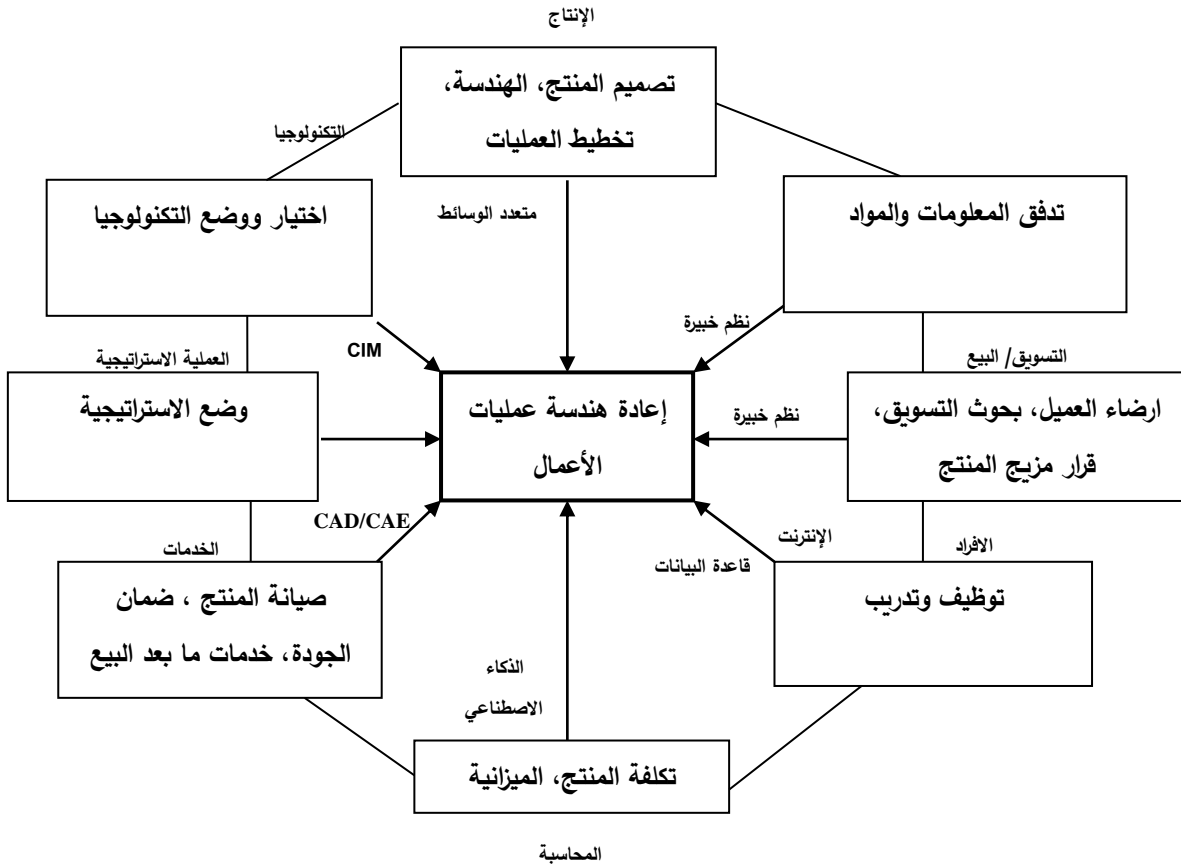 الإنتاج
تصميم المنتج، الهندسة،
تخطيط العمليات
التكنولوجيا
اختيار ووضع التكنولوجيا
متعدد الوسائط
تدفق المعلومات والمواد
نظم خبيرة
CIM
العملية الاستراتيجية
التسويق/ البيع
وضع الاستراتيجية
إعادة هندسة عمليات
الأعمال
نظم خبيرة
ارضاء العميل، بحوث التسويق،
قرار مزيج المنتج
CAD/CAE
الخدمات
الإنترنت
قاعدة البيانات
الافراد
صيانة المنتج ، ضمان
الجودة، خدمات ما بعد البيع
توظيف وتدريب
الذكاء
الاصطناعي
تكلفة المنتج، الميزانية
المحاسبة